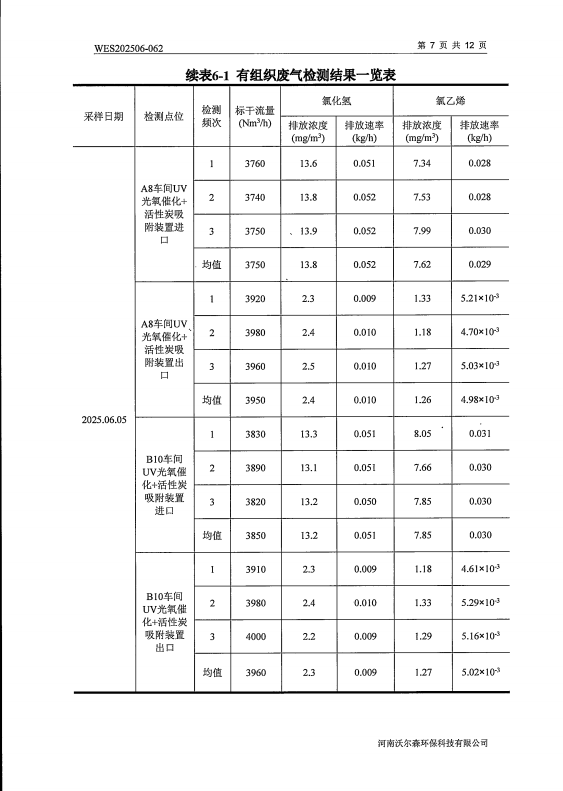 WES202506-062
第 7 页 共 12 页
续表6-1 有组织废气检测结果一览表
采样日期 检测点位 检测频次 标干流量(Nm³/h) 氯化氢 氯乙烯
排放浓度(mg/m³) 排放速率(kg/h) 排放浓度(mg/m³) 排放速率(kg/h)
2025.06.05
A8车间UV光氧催化+活性炭吸附装置进口
1 3760 13.6 0.051 7.34 0.028
2 3740 13.8 0.052 7.53 0.028
3 3750 13.9 0.052 7.99 0.030
均值 3750 13.8 0.052 7.62 0.029
A8车间UV光氧催化+活性炭吸附装置出口
1 3920 2.3 0.009 1.33 5.21×10⁻³
2 3980 2.4 0.010 1.18 4.70×10⁻³
3 3960 2.5 0.010 1.27 5.03×10⁻³
均值 3950 2.4 0.010 1.26 4.98×10⁻³
B10车间UV光氧催化+活性炭吸附装置进口
1 3830 13.3 0.051 8.05 0.031
2 3890 13.1 0.051 7.66 0.030
3 3820 13.2 0.050 7.85 0.030
均值 3850 13.2 0.051 7.85 0.030
B10车间UV光氧催化+活性炭吸附装置出口
1 3910 2.3 0.009 1.18 4.61×10⁻³
2 3980 2.4 0.010 1.33 5.29×10⁻³
3 4000 2.2 0.009 1.29 5.16×10⁻³
均值 3960 2.3 0.009 1.27 5.02×10⁻³
河南沃尔森环保科技有限公司